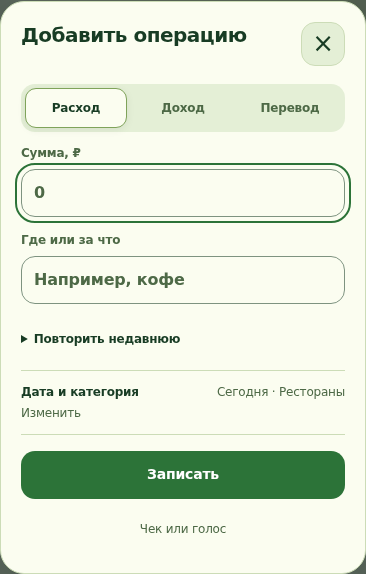 Добавить операцию
Расход
Доход
Перевод
Сумма, ₽
0
Где или за что
Например, кофе
Повторить недавнюю
Дата и категория
Сегодня · Рестораны
Изменить
Записать
Чек или голос